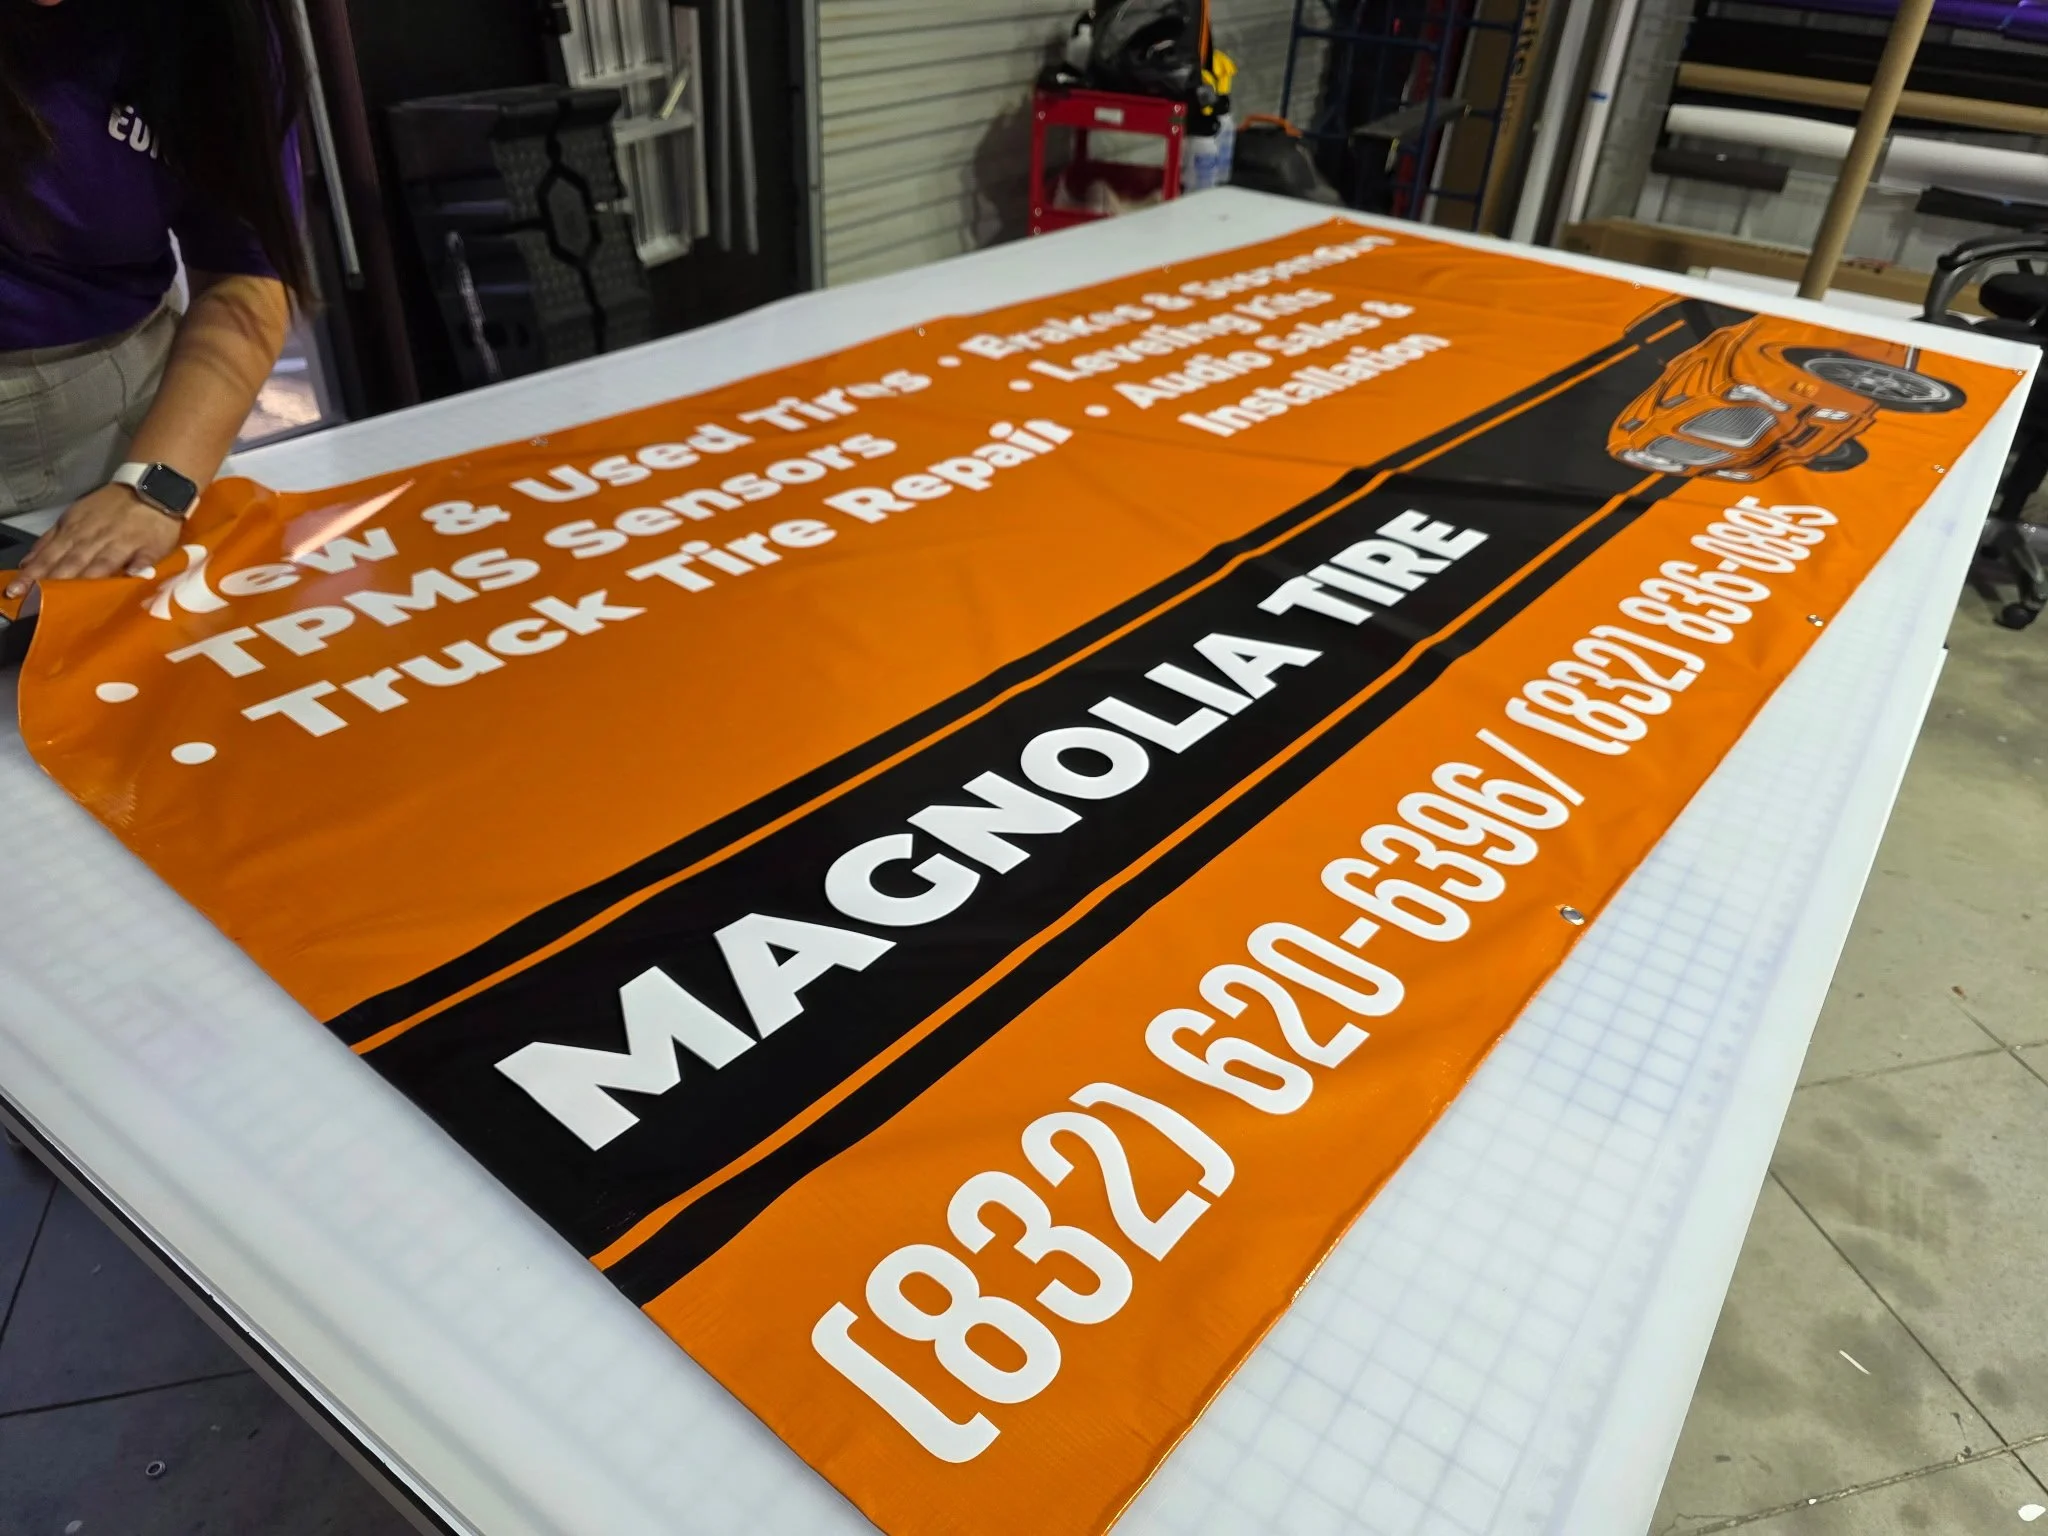 New & Used Tires
• TPMS Sensors
• Truck Tire Repair
• Brakes & Suspension
• Leveling Kits
• Audio Sales &
Installation
MAGNOLIA TIRE
(832) 620-6396/ (832) 836-0895